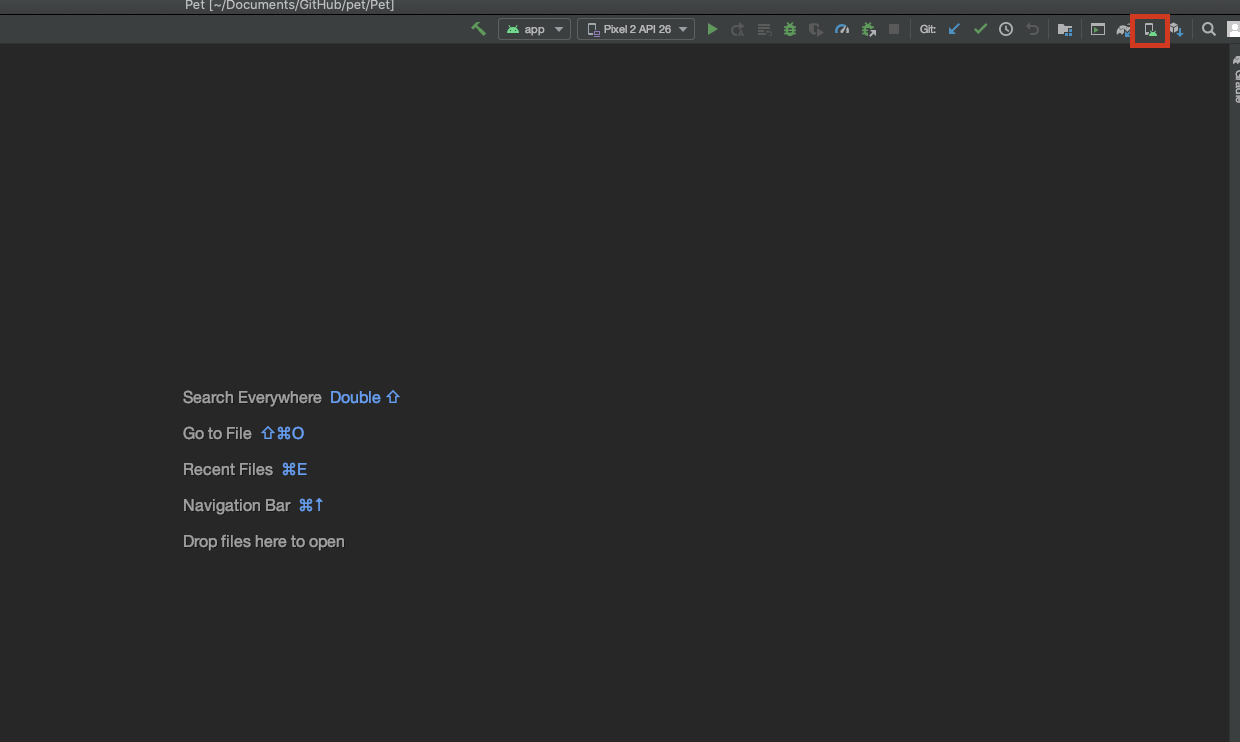 Pet [~/Documents/GitHub/pet/Pet]
app Pixel 2 API 26 Git:
Gradle
Search Everywhere Double ⇧
Go to File ⇧⌘O
Recent Files ⌘E
Navigation Bar ⌘↑
Drop files here to open